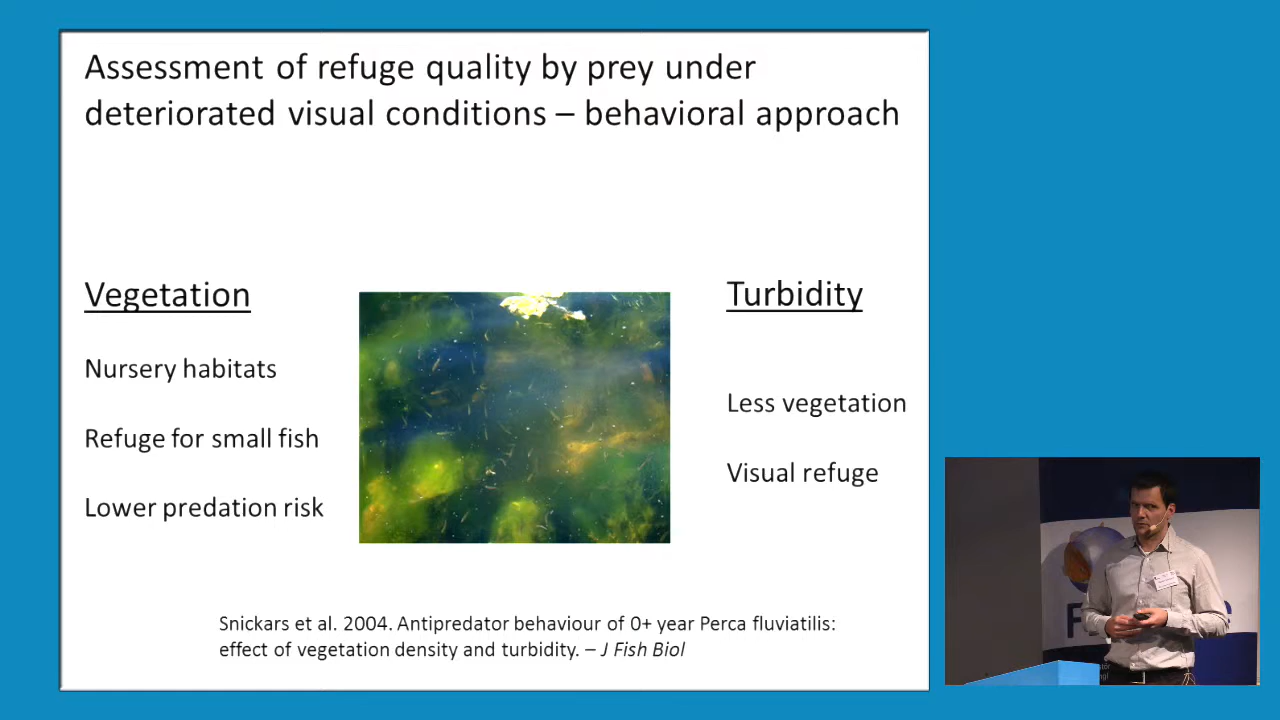 Assessment of refuge quality by prey under
deteriorated visual conditions – behavioral approach
Vegetation
Nursery habitats
Refuge for small fish
Lower predation risk
Turbidity
Less vegetation
Visual refuge
Snickars et al. 2004. Antipredator behaviour of 0+ year Perca fluviatilis:
effect of vegetation density and turbidity. – J Fish Biol